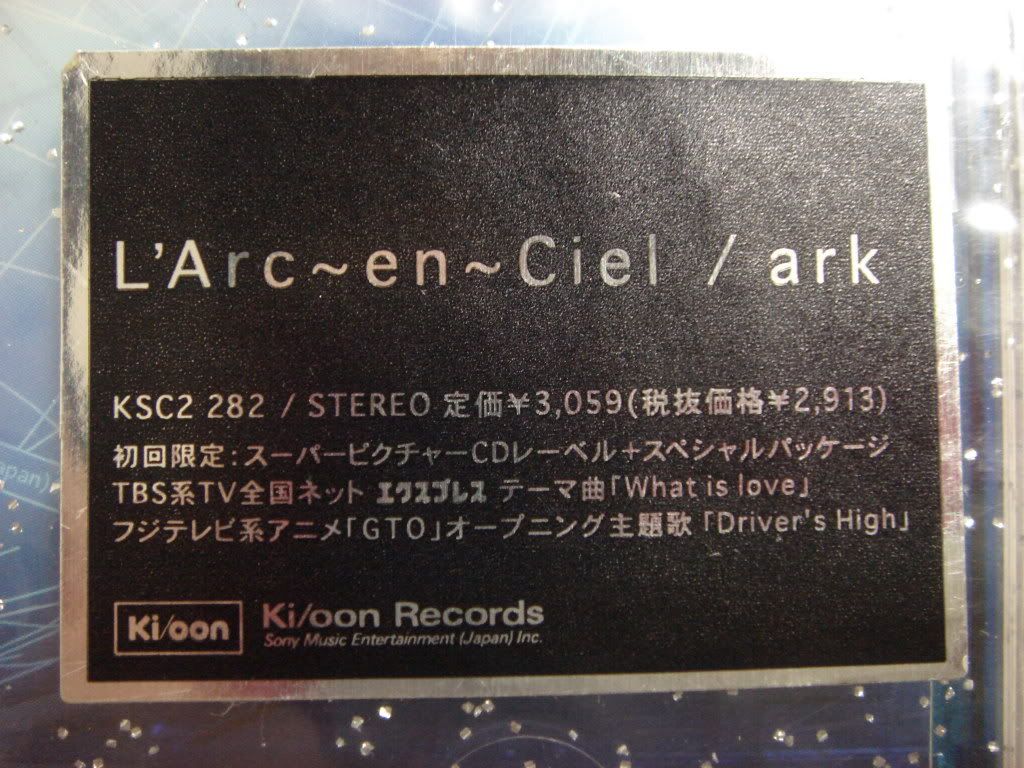 L'Arc~en~Ciel / ark
KSC2 282 / STEREO 定価¥3,059(税抜価格¥2,913)
初回限定:スーパーピクチャーCDレーベル+スペシャルパッケージ
TBS系TV全国ネット エクスプレス テーマ曲「What is love」
フジテレビ系アニメ「GTO」オープニング主題歌「Driver's High」
Ki/oon Ki/oon Records
Sony Music Entertainment (Japan) Inc.